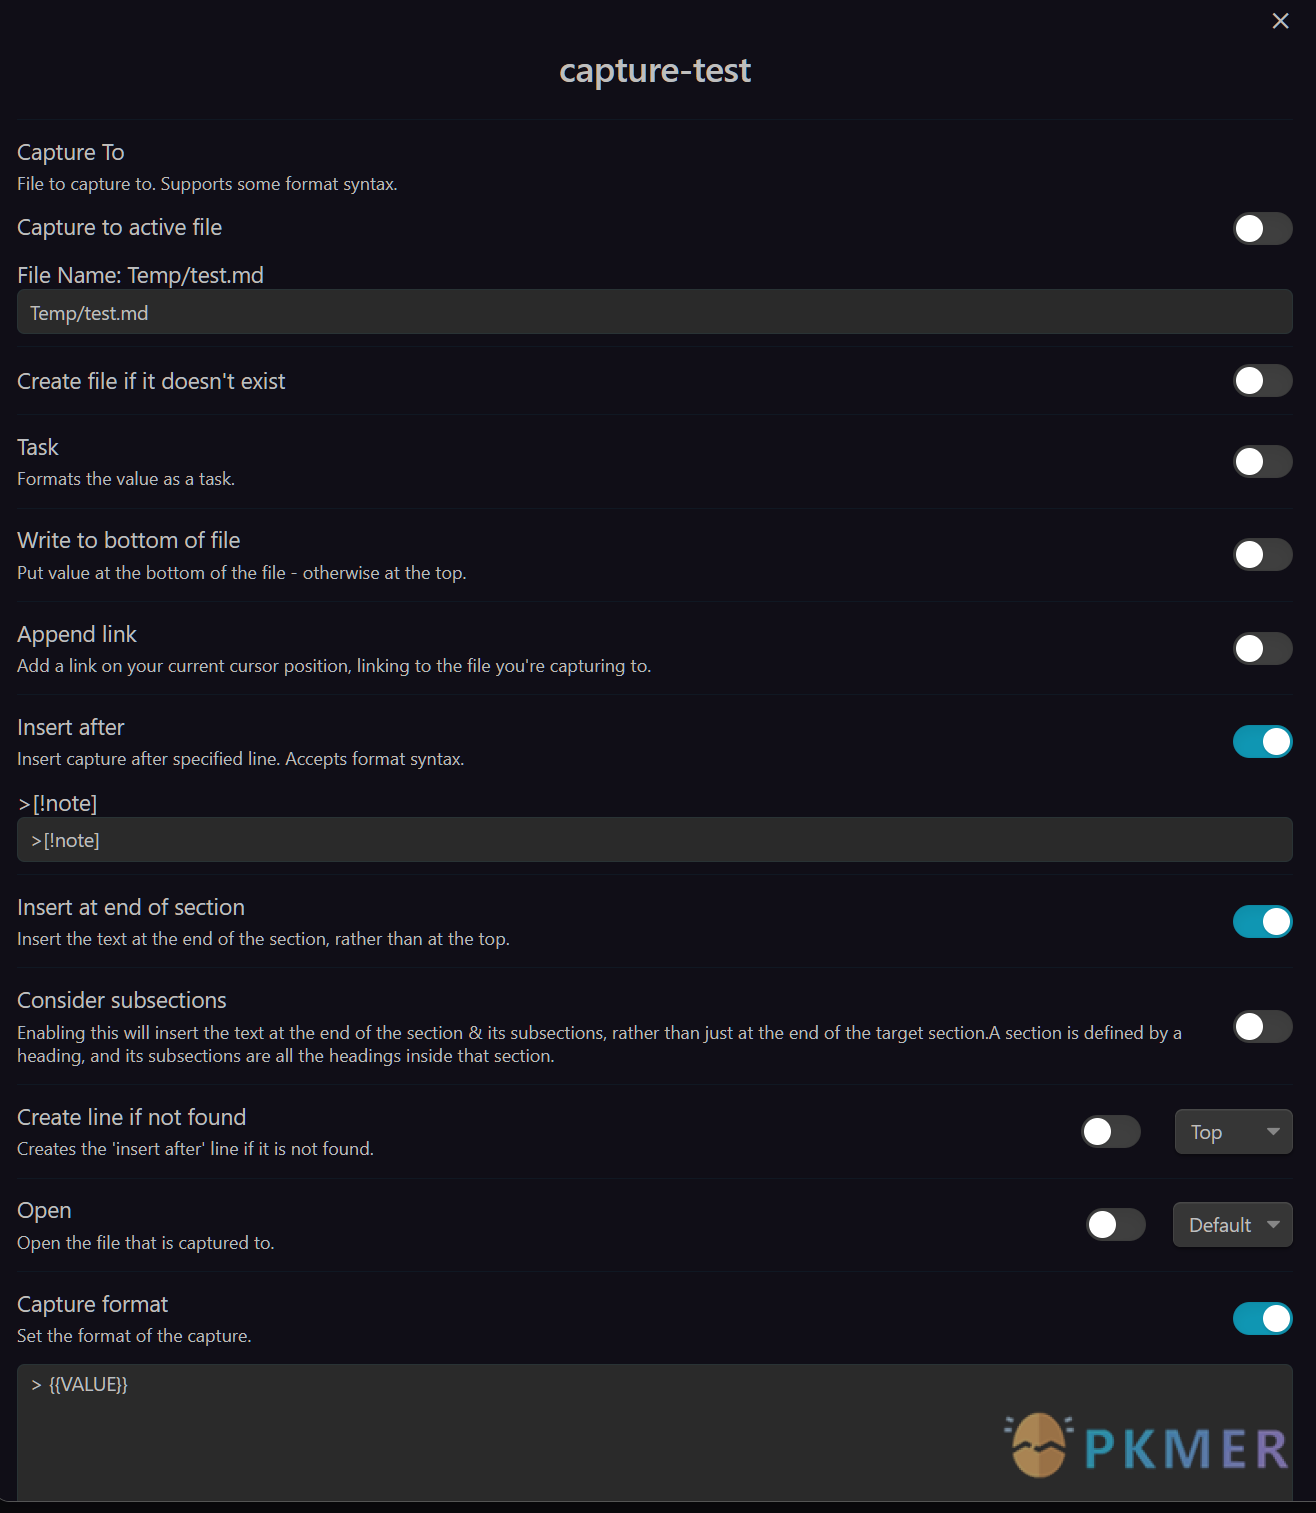 capture-test
Capture To
File to capture to. Supports some format syntax.
Capture to active file
File Name: Temp/test.md
Temp/test.md
Create file if it doesn't exist
Task
Formats the value as a task.
Write to bottom of file
Put value at the bottom of the file - otherwise at the top.
Append link
Add a link on your current cursor position, linking to the file you're capturing to.
Insert after
Insert capture after specified line. Accepts format syntax.
>[!note]
>[!note]
Insert at end of section
Insert the text at the end of the section, rather than at the top.
Consider subsections
Enabling this will insert the text at the end of the section & its subsections, rather than just at the end of the target section.A section is defined by a
heading, and its subsections are all the headings inside that section.
Create line if not found
Creates the 'insert after' line if it is not found.
Top
Open
Open the file that is captured to.
Default
Capture format
Set the format of the capture.
> {{VALUE}}
PKMER